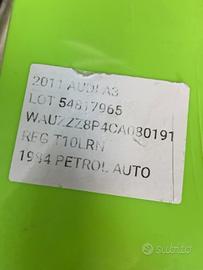 2011 AUDI A3
LOT 54817965
WAUZZZ8P4CA080191
REG T10LRN
1984 PETROL AUTO
subito